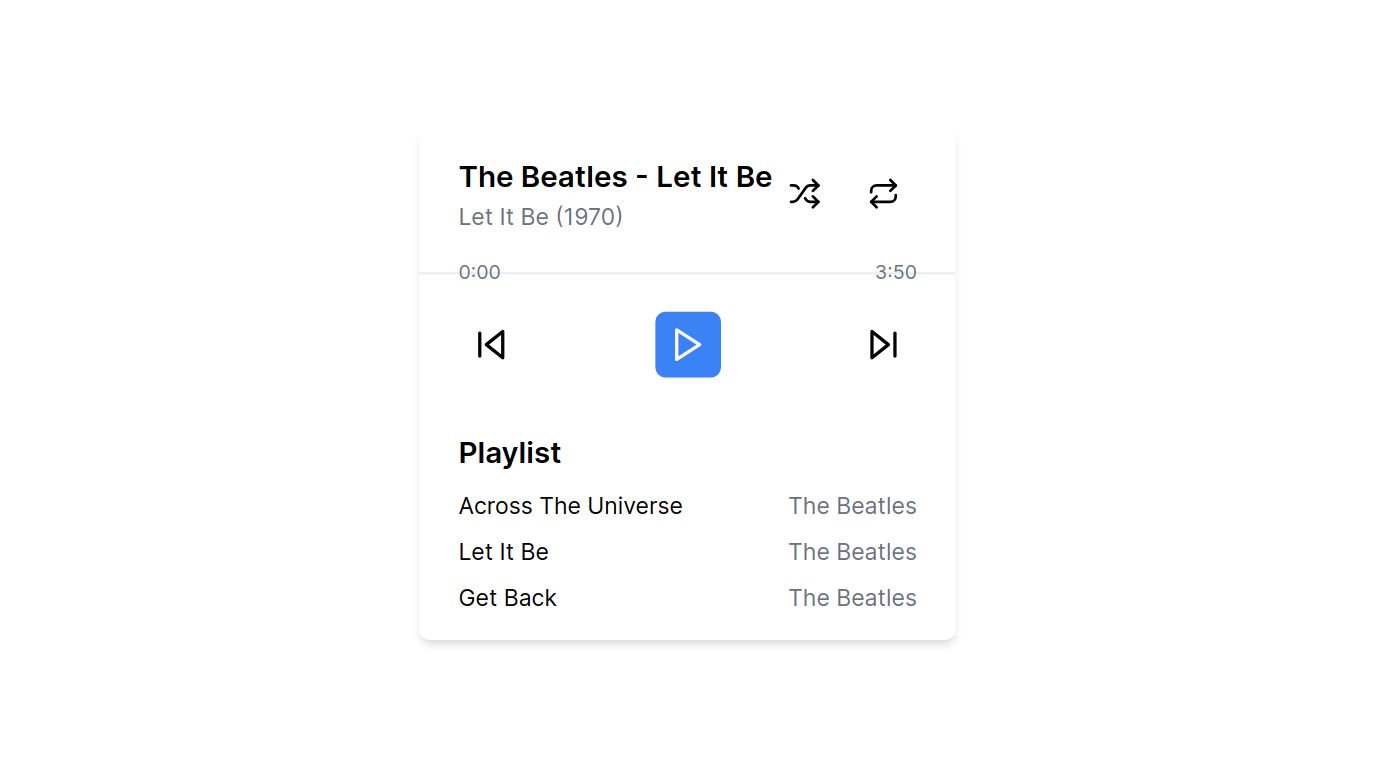 The Beatles - Let It Be
Let It Be (1970)
0:00 3:50
Playlist
Across The Universe The Beatles
Let It Be The Beatles
Get Back The Beatles